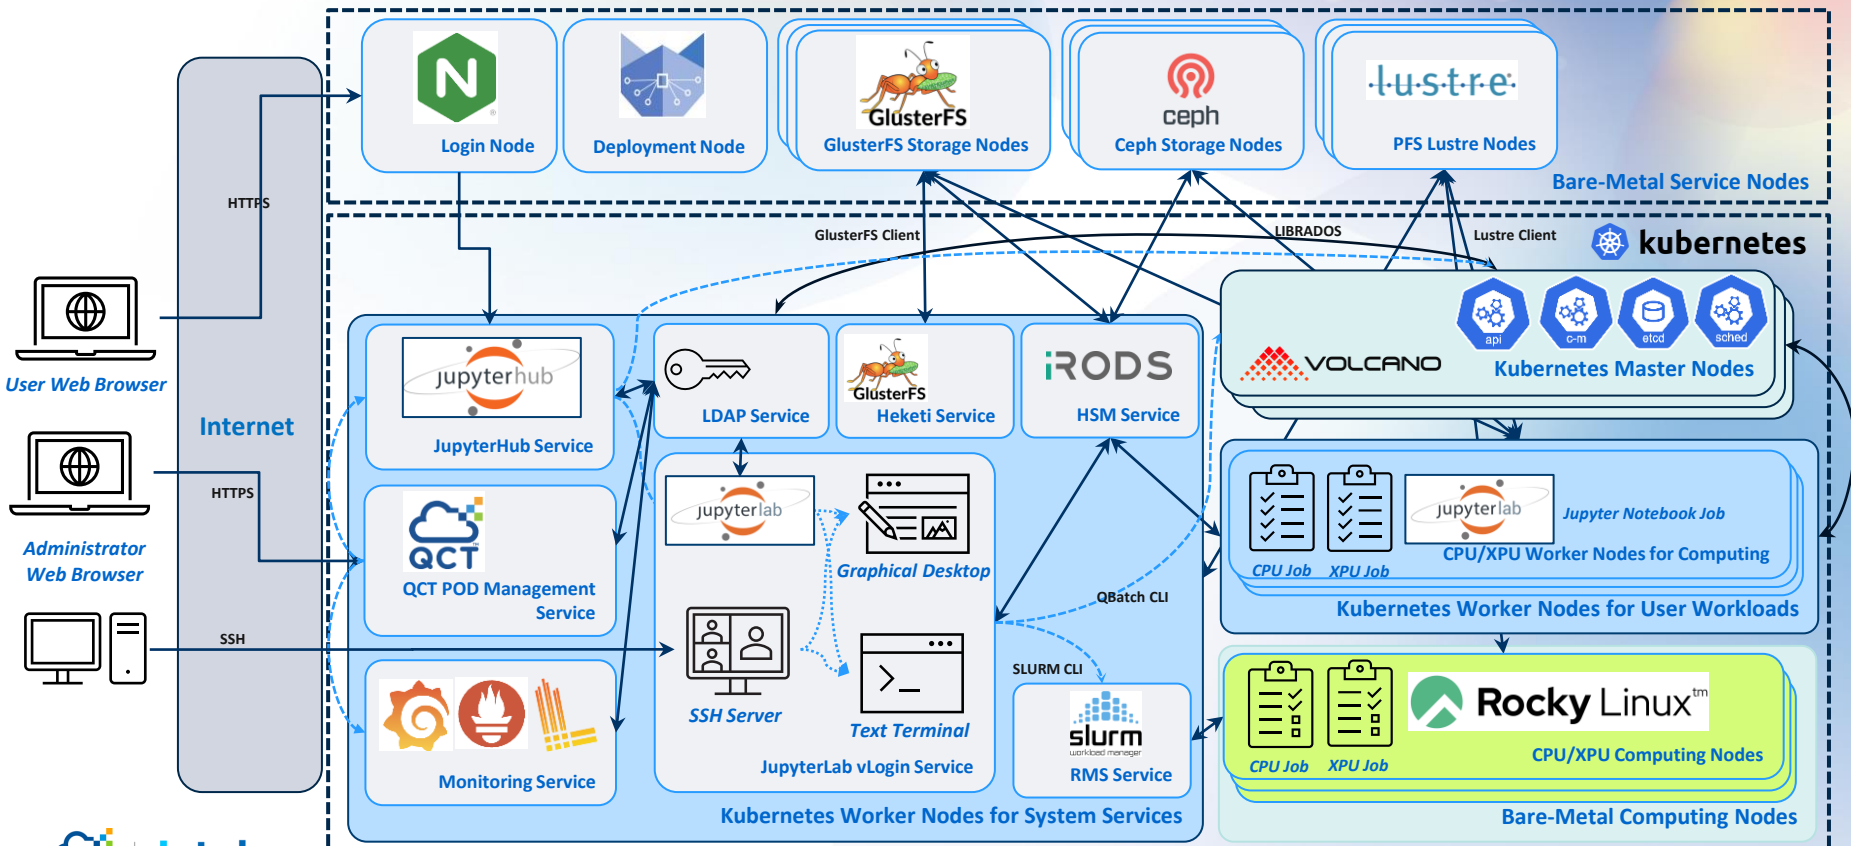 N
®
Login Node
Deployment Node
GlusterFS
GlusterFS Storage Nodes
ceph
Ceph Storage Nodes
·l·u·s·t·r·e·
PFS Lustre Nodes
Bare-Metal Service Nodes
HTTPS
GlusterFS Client
LIBRADOS
Lustre Client
kubernetes
User Web Browser
Internet
jupyterhub
JupyterHub Service
LDAP Service
GlusterFS
Heketi Service
iRODS
HSM Service
VOLCANO
api
c-m
etcd
sched
Kubernetes Master Nodes
HTTPS
Administrator
Web Browser
QCT
QCT POD Management
Service
jupyterlab
Graphical Desktop
QBatch CLI
jupyterlab
Jupyter Notebook Job
CPU/XPU Worker Nodes for Computing
CPU Job
XPU Job
Kubernetes Worker Nodes for User Workloads
SSH
SSH Server
Text Terminal
JupyterLab vLogin Service
SLURM CLI
slurm
workload manager
RMS Service
Monitoring Service
Kubernetes Worker Nodes for System Services
Rocky Linux™
CPU/XPU Computing Nodes
CPU Job
XPU Job
Bare-Metal Computing Nodes